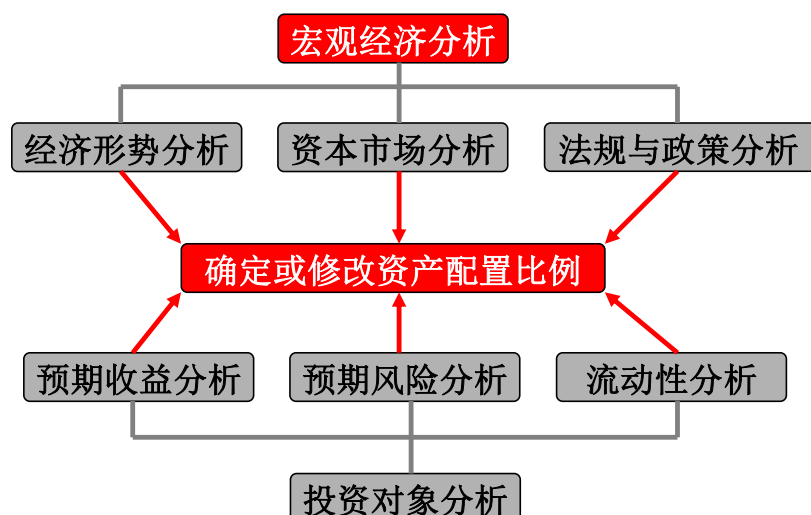 宏观经济分析
经济形势分析
资本市场分析
法规与政策分析
确定或修改资产配置比例
预期收益分析
预期风险分析
流动性分析
投资对象分析